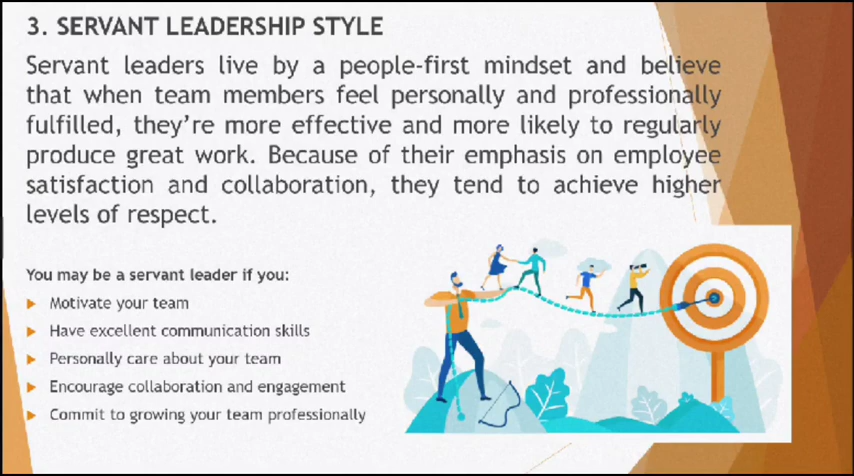 3. SERVANT LEADERSHIP STYLE
Servant leaders live by a people-first mindset and believe
that when team members feel personally and professionally
fulfilled, they're more effective and more likely to regularly
produce great work. Because of their emphasis on employee
satisfaction and collaboration, they tend to achieve higher
levels of respect.
You may be a servant leader if you:
Motivate your team
Have excellent communication skills
Personally care about your team
Encourage collaboration and engagement
Commit to growing your team professionally